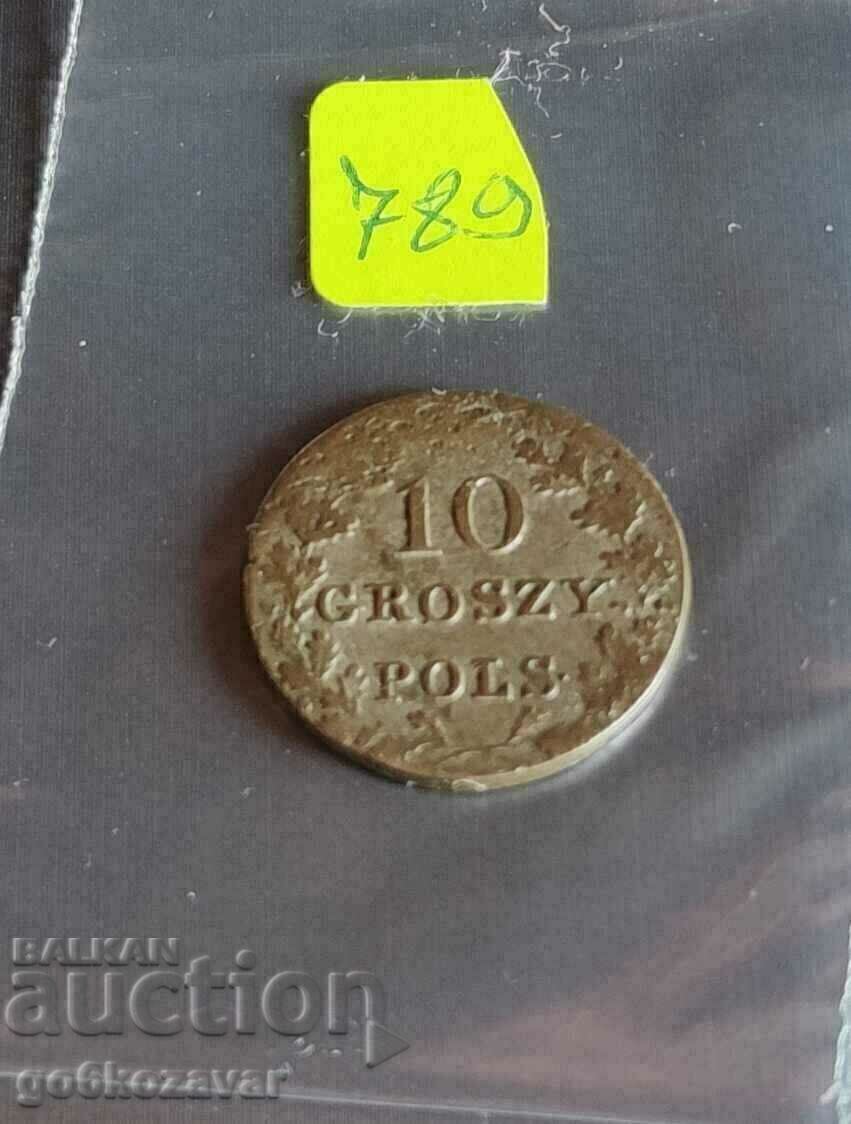 789
10
GROSZY
POLS
BALKAN
auction
go6kozavar